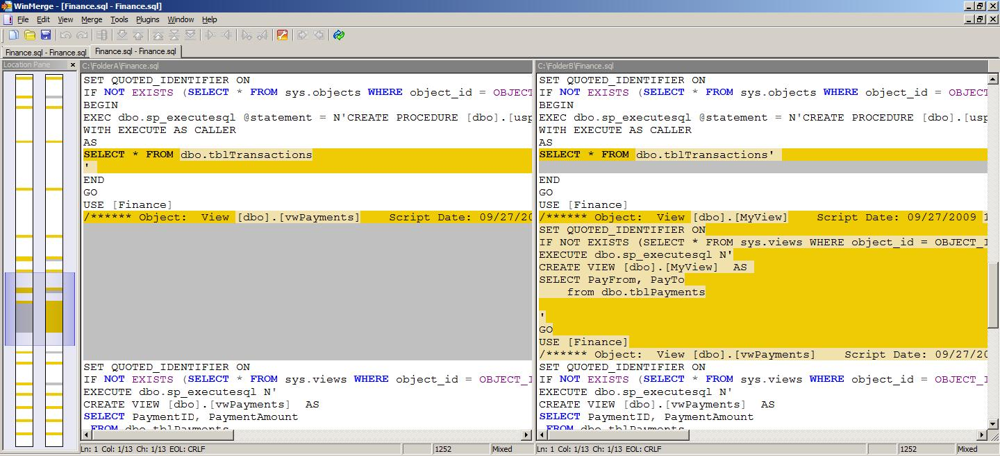 WinMerge - [Finance.sql - Finance.sql]
File Edit View Merge Tools Plugins Window Help
Finance.sql - Finance.sql
Finance.sql - Finance.sql
Location Pane
C:\FolderA\Finance.sql
SET QUOTED_IDENTIFIER ON
IF NOT EXISTS (SELECT * FROM sys.objects WHERE object_id = OBJECT
BEGIN
EXEC dbo.sp_executesql @statement = N'CREATE PROCEDURE [dbo].[usp
WITH EXECUTE AS CALLER
AS
SELECT * FROM dbo.tblTransactions
'
END
GO
USE [Finance]
/****** Object:  View [dbo].[vwPayments]    Script Date: 09/27/20
SET QUOTED_IDENTIFIER ON
IF NOT EXISTS (SELECT * FROM sys.views WHERE object_id = OBJECT_I
EXECUTE dbo.sp_executesql N'
CREATE VIEW [dbo].[vwPayments]  AS
SELECT PaymentID, PaymentAmount
FROM dbo.tblPayments
Ln: 1 Col: 1/13 Ch: 1/13 EOL: CRLF
1252
Mixed
C:\FolderB\Finance.sql
SET QUOTED_IDENTIFIER ON
IF NOT EXISTS (SELECT * FROM sys.objects WHERE object_id = OBJECT
BEGIN
EXEC dbo.sp_executesql @statement = N'CREATE PROCEDURE [dbo].[usp
WITH EXECUTE AS CALLER
AS
SELECT * FROM dbo.tblTransactions'
END
GO
USE [Finance]
/****** Object:  View [dbo].[MyView]    Script Date: 09/27/2009 1
SET QUOTED_IDENTIFIER ON
IF NOT EXISTS (SELECT * FROM sys.views WHERE object_id = OBJECT_I
EXECUTE dbo.sp_executesql N'
CREATE VIEW [dbo].[MyView]  AS
SELECT PayFrom, PayTo
from dbo.tblPayments
'
GO
USE [Finance]
/****** Object:  View [dbo].[vwPayments]    Script Date: 09/27/20
SET QUOTED_IDENTIFIER ON
IF NOT EXISTS (SELECT * FROM sys.views WHERE object_id = OBJECT_I
EXECUTE dbo.sp_executesql N'
CREATE VIEW [dbo].[vwPayments]  AS
SELECT PaymentID, PaymentAmount
FROM dbo.tblPayments
Ln: 1 Col: 1/13 Ch: 1/13 EOL: CRLF
1252
Mixed